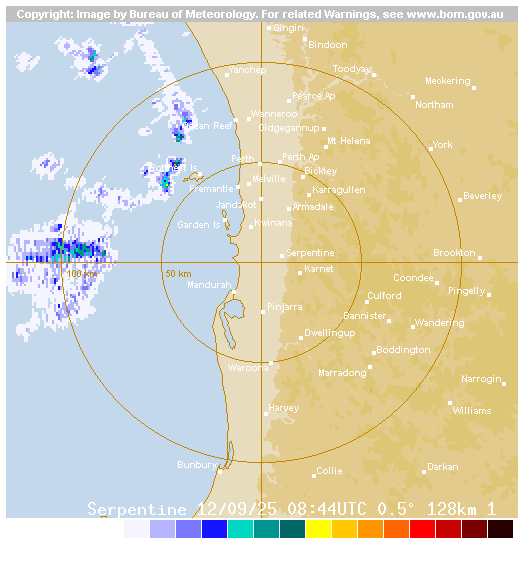 Copyright: Image by Bureau of Meteorology. For related Warnings, see www.bom.gov.au
Gingin
Bindoon
Yanchep
Toodyay
Meckering
Pearce Ap
Northam
Wanneroo
Ocean Reef
Gidgegannup
Mt Helena
York
Perth
Perth Ap
Rottnest Is
Bickley
Melville
Fremantle
Karragullen
Beverley
Jandakot
Armadale
Garden Is
Kwinana
Serpentine
Brookton
100 km
50 km
Karnet
Coondee
Mandurah
Pingelly
Culford
Pinjarra
Bannister
Wandering
Dwellingup
Boddington
Waroona
Marradong
Narrogin
Harvey
Williams
Bunbury
Collie
Darkan
Serpentine 12/09/25 08:44UTC 0.5° 128km 1